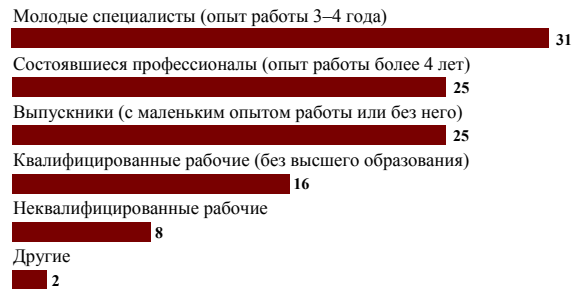 Молодые специалисты (опыт работы 3–4 года)
31
Состоявшиеся профессионалы (опыт работы более 4 лет)
25
Выпускники (с маленьким опытом работы или без него)
25
Квалифицированные рабочие (без высшего образования)
16
Неквалифицированные рабочие
8
Другие
2